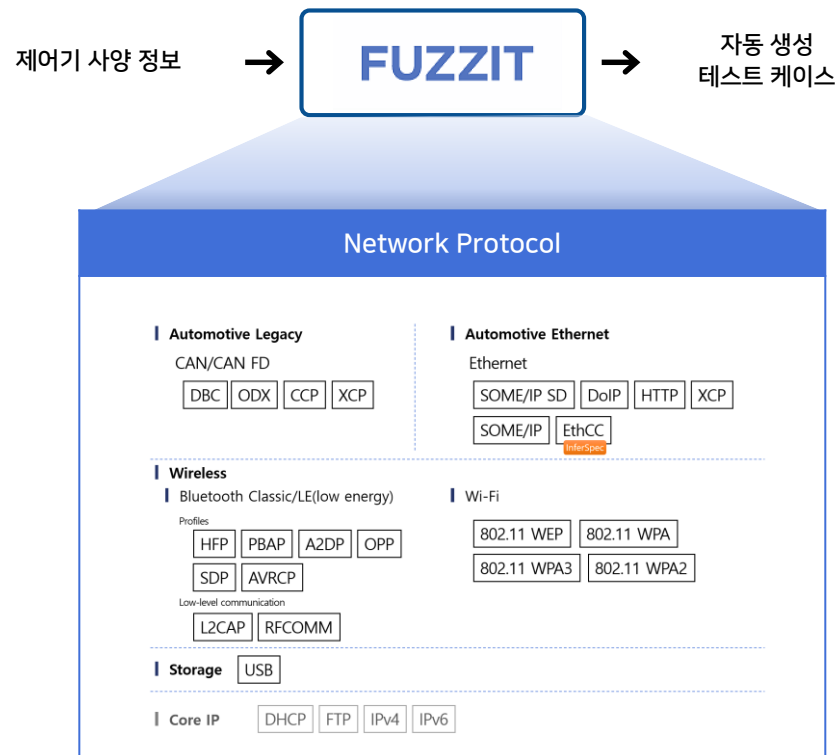 제어기 사양 정보
FUZZIT
자동 생성
테스트 케이스
Network Protocol
Automotive Legacy
CAN/CAN FD
DBC ODX CCP XCP
Automotive Ethernet
Ethernet
SOME/IP SD DoIP HTTP XCP
SOME/IP EthCC
InferSpec
Wireless
Bluetooth Classic/LE(low energy)
Profiles
HFP PBAP A2DP OPP
SDP AVRCP
Low-level communication
L2CAP RFCOMM
Wi-Fi
802.11 WEP 802.11 WPA
802.11 WPA3 802.11 WPA2
Storage USB
Core IP DHCP FTP IPv4 IPv6